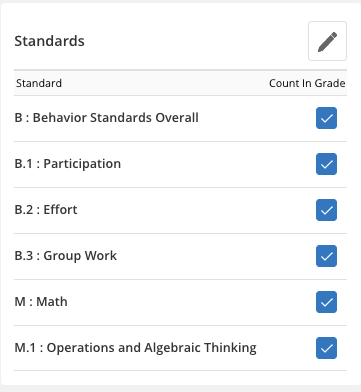 Standards
Standard Count In Grade
B : Behavior Standards Overall
B.1 : Participation
B.2 : Effort
B.3 : Group Work
M : Math
M.1 : Operations and Algebraic Thinking